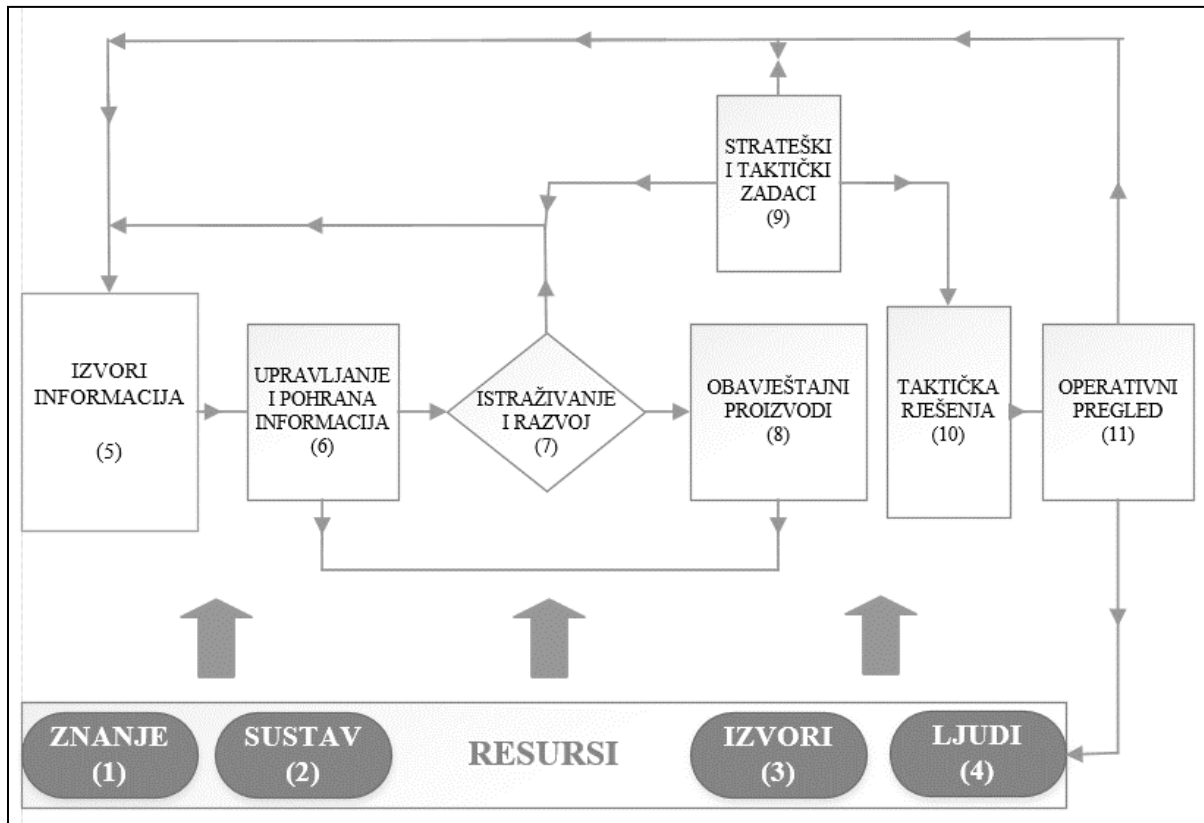 STRATEŠKI
I TAKTIČKI
ZADACI
(9)
IZVORI
INFORMACIJA
(5)
UPRAVLJANJE
I POHRANA
INFORMACIJA
(6)
ISTRAŽIVANJE
I RAZVOJ
(7)
OBAVJEŠTAJNI
PROIZVODI
(8)
TAKTIČKA
RJEŠENJA
(10)
OPERATIVNI
PREGLED
(11)
ZNANJE
(1)
SUSTAV
(2)
RESURSI
IZVORI
(3)
LJUDI
(4)